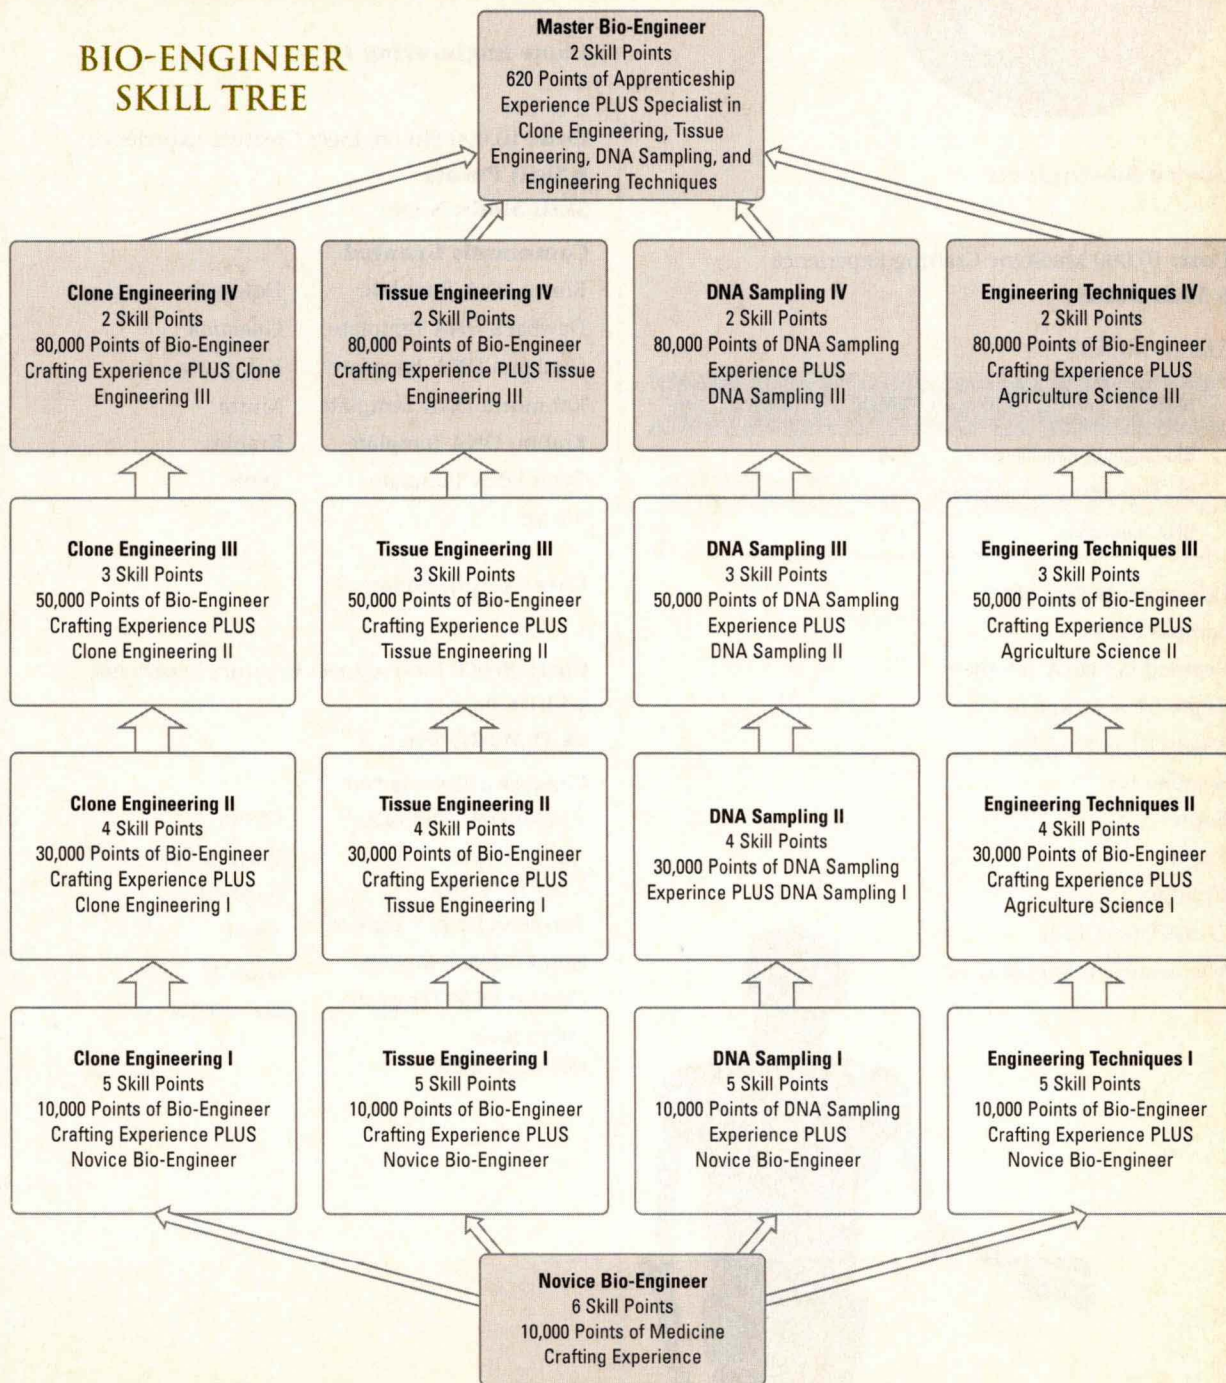 BIO-ENGINEER
SKILL TREE
Master Bio-Engineer
2 Skill Points
620 Points of Apprenticeship
Experience PLUS Specialist in
Clone Engineering, Tissue
Engineering, DNA Sampling, and
Engineering Techniques
Clone Engineering IV
2 Skill Points
80,000 Points of Bio-Engineer
Crafting Experience PLUS Clone
Engineering III
Tissue Engineering IV
2 Skill Points
80,000 Points of Bio-Engineer
Crafting Experience PLUS Tissue
Engineering III
DNA Sampling IV
2 Skill Points
80,000 Points of DNA Sampling
Experience PLUS
DNA Sampling III
Engineering Techniques IV
2 Skill Points
80,000 Points of Bio-Engineer
Crafting Experience PLUS
Agriculture Science III
Clone Engineering III
3 Skill Points
50,000 Points of Bio-Engineer
Crafting Experience PLUS
Clone Engineering II
Tissue Engineering III
3 Skill Points
50,000 Points of Bio-Engineer
Crafting Experience PLUS
Tissue Engineering II
DNA Sampling III
3 Skill Points
50,000 Points of DNA Sampling
Experience PLUS
DNA Sampling II
Engineering Techniques III
3 Skill Points
50,000 Points of Bio-Engineer
Crafting Experience PLUS
Agriculture Science II
Clone Engineering II
4 Skill Points
30,000 Points of Bio-Engineer
Crafting Experience PLUS
Clone Engineering I
Tissue Engineering II
4 Skill Points
30,000 Points of Bio-Engineer
Crafting Experience PLUS
Tissue Engineering I
DNA Sampling II
4 Skill Points
30,000 Points of DNA Sampling
Experince PLUS DNA Sampling I
Engineering Techniques II
4 Skill Points
30,000 Points of Bio-Engineer
Crafting Experience PLUS
Agriculture Science I
Clone Engineering I
5 Skill Points
10,000 Points of Bio-Engineer
Crafting Experience PLUS
Novice Bio-Engineer
Tissue Engineering I
5 Skill Points
10,000 Points of Bio-Engineer
Crafting Experience PLUS
Novice Bio-Engineer
DNA Sampling I
5 Skill Points
10,000 Points of DNA Sampling
Experience PLUS
Novice Bio-Engineer
Engineering Techniques I
5 Skill Points
10,000 Points of Bio-Engineer
Crafting Experience PLUS
Novice Bio-Engineer
Novice Bio-Engineer
6 Skill Points
10,000 Points of Medicine
Crafting Experience